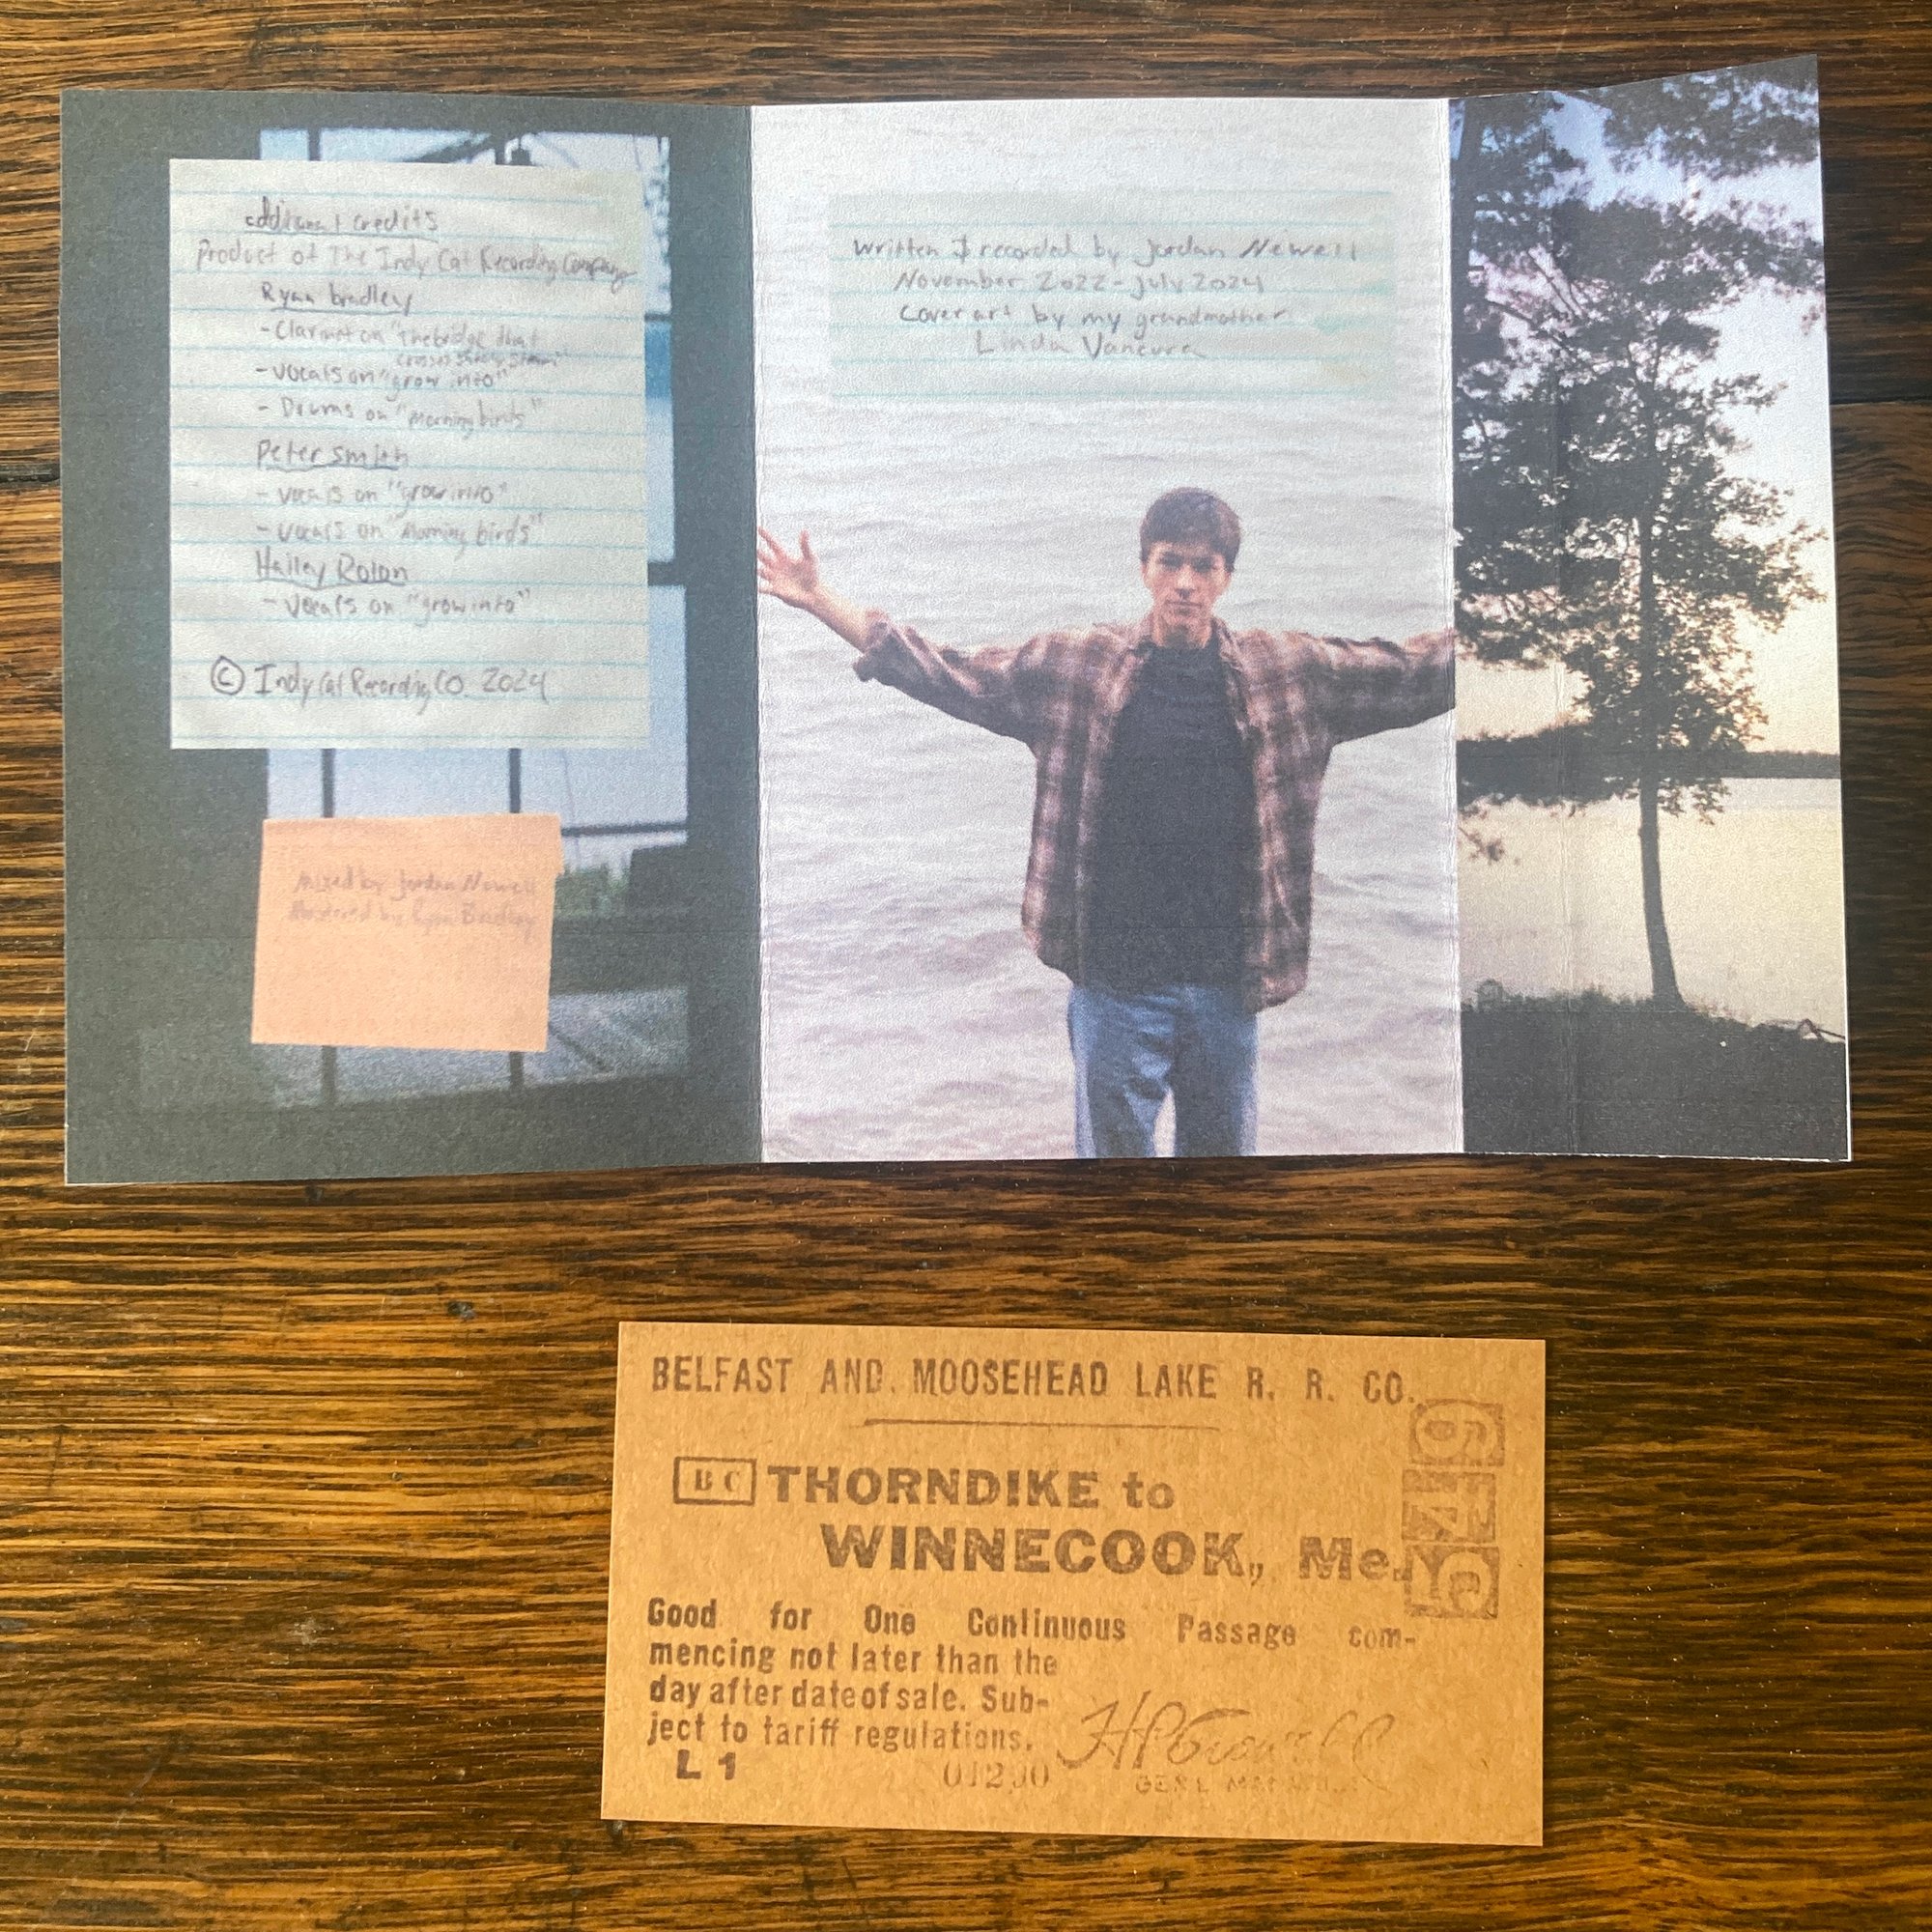 additional credits
Product of The Indy Cat Recording Company
Ryan bradley
- Clarinet on "The bridge that
crosses Sandy Stream"
- vocals on "grow into"
- Drums on "Morning birds"
Peter Smith
- vocals on "grow into"
- vocals on "Morning birds"
Hailey Rolon
- vocals on "grow into"
© Indy Cat Recording CO. 2024
Mixed by Jordan Newell
Mastered by Ryan Bradley
Written & recorded by Jordan Newell
November 2022 - July 2024
Cover art by my grandmother
Linda Vancura
BELFAST AND MOOSEHEAD LAKE R. R. CO.
BC THORNDIKE to
WINNECOOK, Me.
Good for One Continuous Passage com-
mencing not later than the
day after date of sale. Sub-
ject to tariff regulations.
L 1